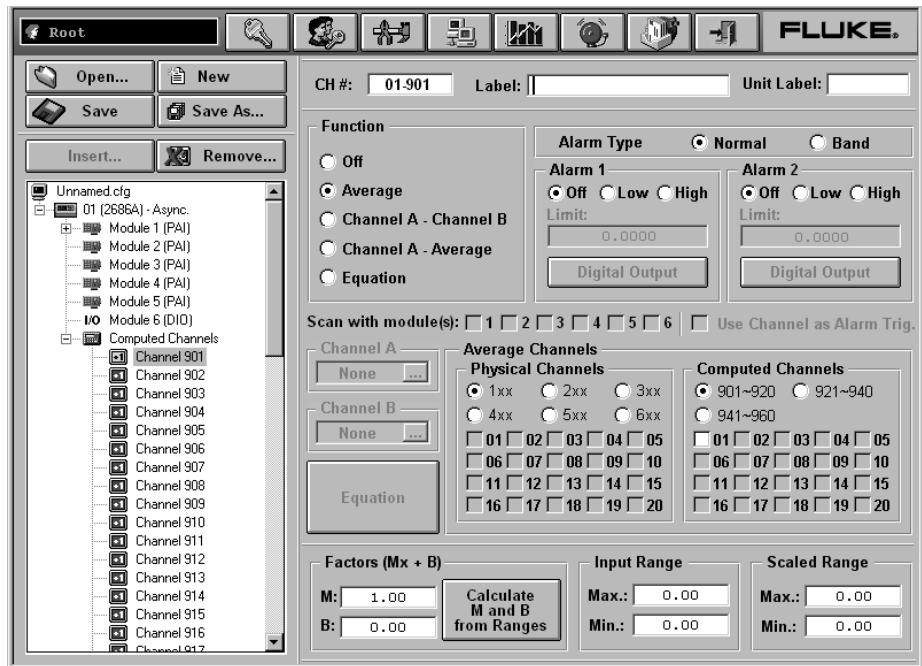 Root
FLUKE®
Open...
New
Save
Save As...
Insert...
Remove...
Unnamed.cfg
01 (2686A) - Async.
Module 1 (PAI)
Module 2 (PAI)
Module 3 (PAI)
Module 4 (PAI)
Module 5 (PAI)
I/O Module 6 (DIO)
Computed Channels
Channel 901
Channel 902
Channel 903
Channel 904
Channel 905
Channel 906
Channel 907
Channel 908
Channel 909
Channel 910
Channel 911
Channel 912
Channel 913
Channel 914
Channel 915
Channel 916
Channel 917
CH #: 01-901 Label: Unit Label:
Function
Off
Average
Channel A - Channel B
Channel A - Average
Equation
Alarm Type Normal Band
Alarm 1
Off Low High
Limit:
0.0000
Digital Output
Alarm 2
Off Low High
Limit:
0.0000
Digital Output
Scan with module(s): 1 2 3 4 5 6 Use Channel as Alarm Trig.
Channel A
None ...
Channel B
None ...
Equation
Average Channels
Physical Channels
1xx 2xx 3xx
4xx 5xx 6xx
01 02 03 04 05
06 07 08 09 10
11 12 13 14 15
16 17 18 19 20
Computed Channels
901~920 921~940
941~960
01 02 03 04 05
06 07 08 09 10
11 12 13 14 15
16 17 18 19 20
Factors (Mx + B)
M: 1.00
B: 0.00
Calculate
M and B
from Ranges
Input Range
Max.: 0.00
Min.: 0.00
Scaled Range
Max.: 0.00
Min.: 0.00